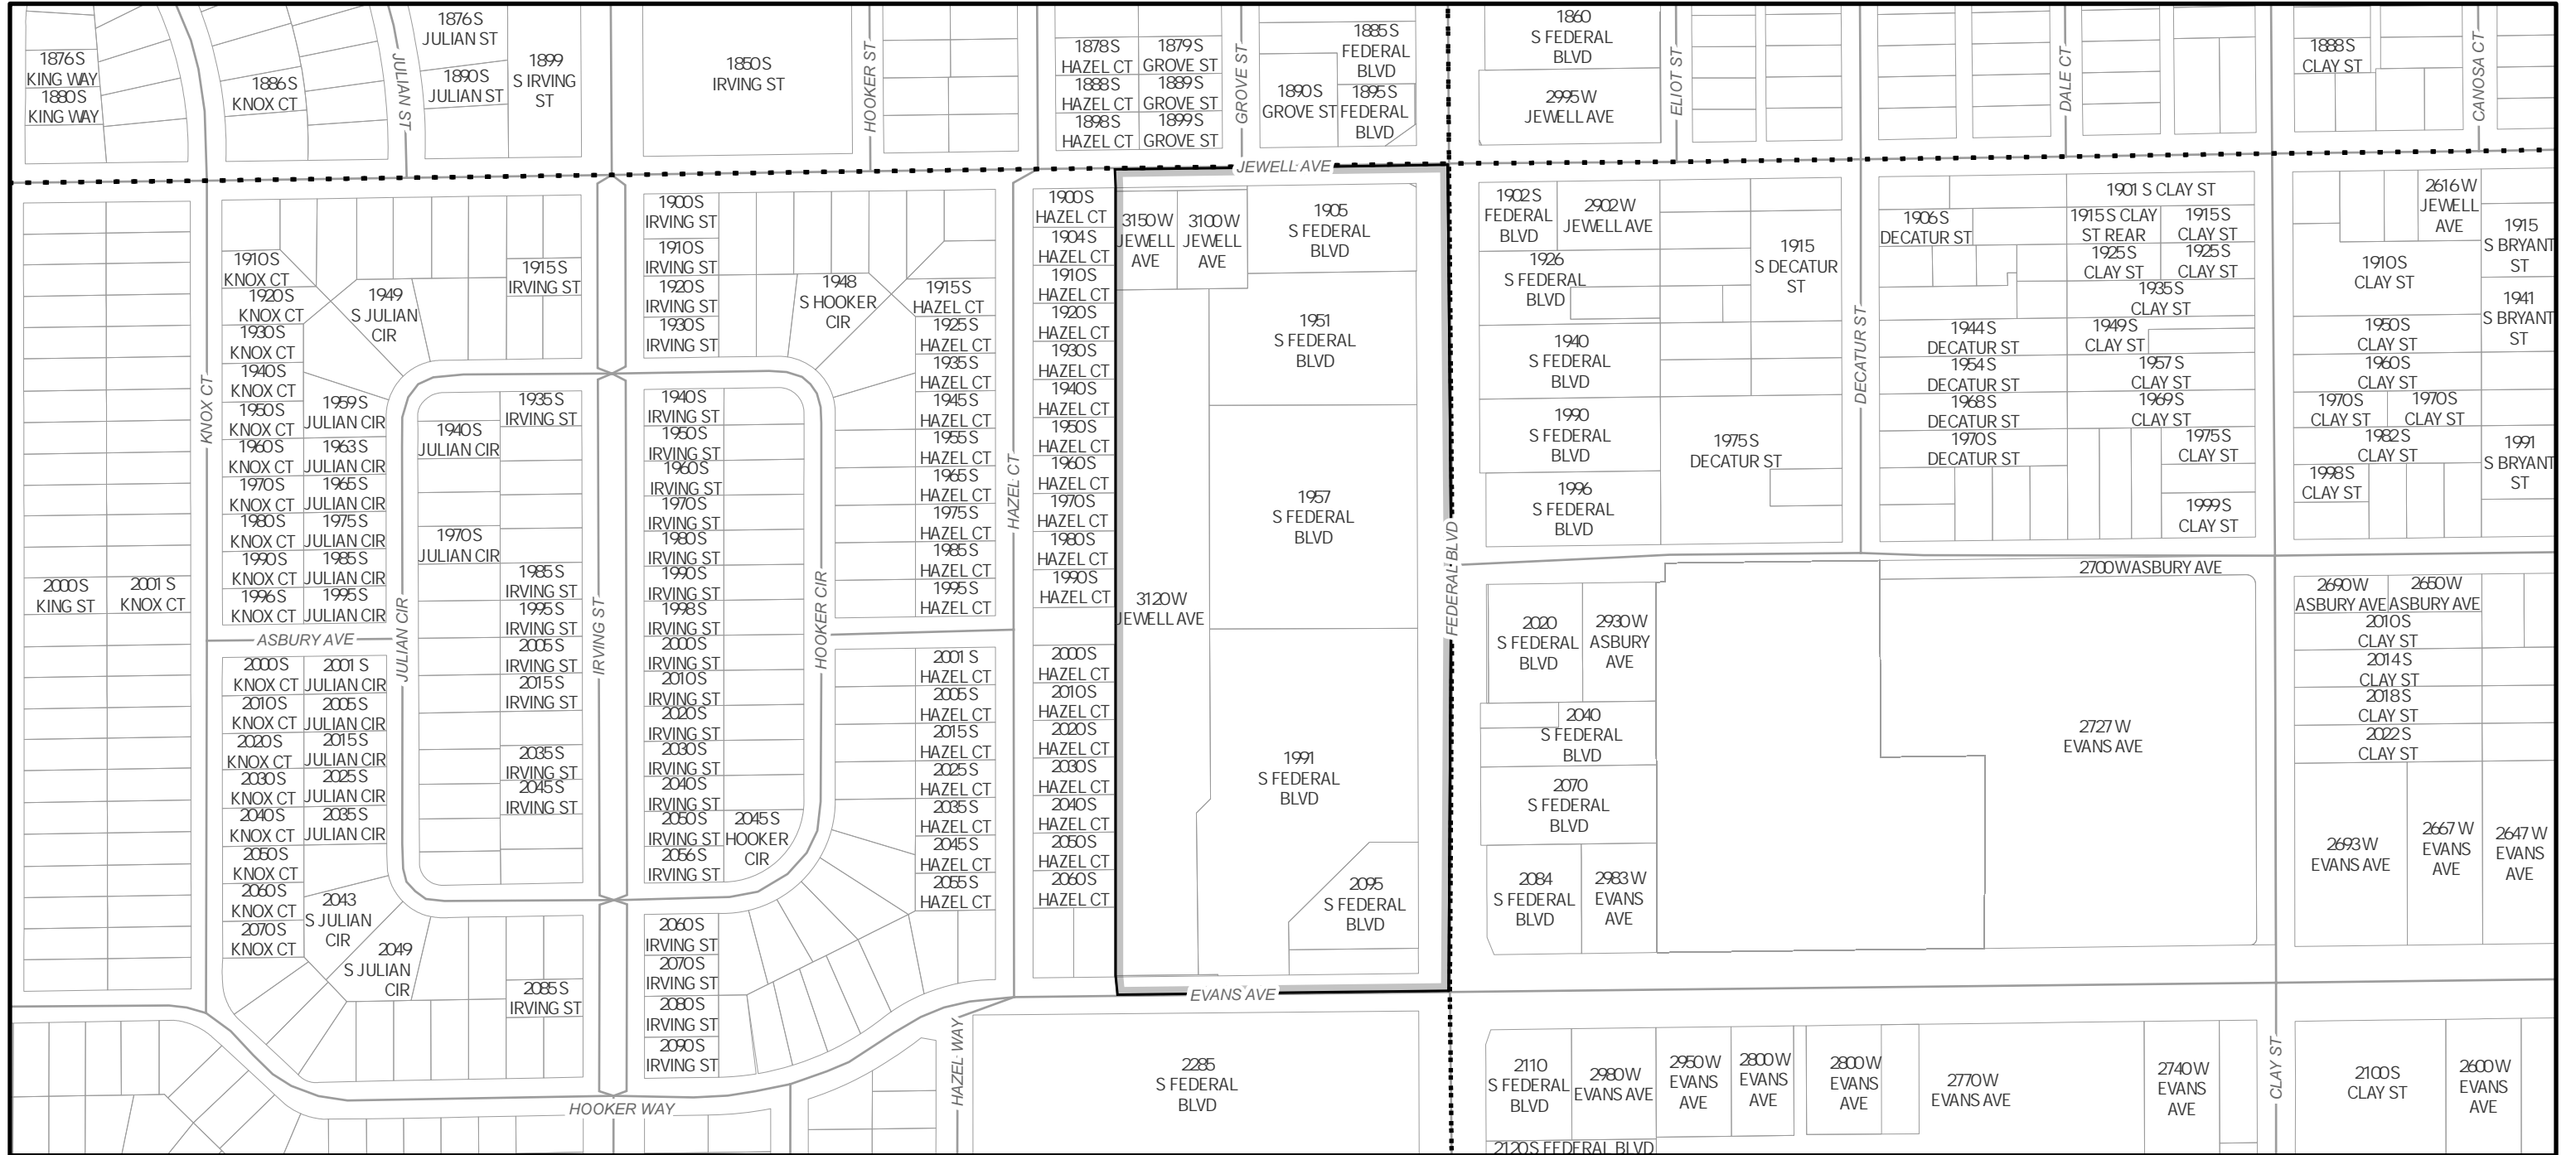 1876 S
JULIAN ST
1890 S
JULIAN ST
1899
S IRVING
ST
1876 S
KING WAY
1880 S
KING WAY
1886 S
KNOX CT
JULIAN ST
1850 S
IRVING ST
HOOKER ST
1878 S
HAZEL CT
1888 S
HAZEL CT
1898 S
HAZEL CT
1879 S
GROVE ST
1889 S
GROVE ST
1899 S
GROVE ST
GROVE ST
1890 S
GROVE ST
1885 S
FEDERAL
BLVD
1895 S
FEDERAL
BLVD
1860
S FEDERAL
BLVD
2995 W
JEWELL AVE
ELIOT ST
DALE CT
1888 S
CLAY ST
CANOSA CT
JEWELL AVE
1910 S
KNOX CT
1920 S
KNOX CT
1930 S
KNOX CT
1940 S
KNOX CT
1950 S
KNOX CT
1960 S
KNOX CT
1970 S
KNOX CT
1980 S
KNOX CT
1990 S
KNOX CT
1996 S
KNOX CT
KNOX CT
2000 S
KING ST
2001 S
KNOX CT
1949
S JULIAN
CIR
1959 S
JULIAN CIR
1963 S
JULIAN CIR
1965 S
JULIAN CIR
1975 S
JULIAN CIR
1985 S
JULIAN CIR
1995 S
JULIAN CIR
ASBURY AVE
JULIAN CIR
1915 S
IRVING ST
1935 S
IRVING ST
1940 S
JULIAN CIR
1970 S
JULIAN CIR
1985 S
IRVING ST
1995 S
IRVING ST
2005 S
IRVING ST
2015 S
IRVING ST
2035 S
IRVING ST
2045 S
IRVING ST
IRVING ST
1900 S
IRVING ST
1910 S
IRVING ST
1920 S
IRVING ST
1930 S
IRVING ST
1940 S
IRVING ST
1950 S
IRVING ST
1960 S
IRVING ST
1970 S
IRVING ST
1980 S
IRVING ST
1990 S
IRVING ST
1998 S
IRVING ST
2000 S
IRVING ST
2010 S
IRVING ST
2020 S
IRVING ST
2030 S
IRVING ST
2040 S
IRVING ST
2050 S
IRVING ST
2056 S
IRVING ST
2045 S
HOOKER
CIR
HOOKER CIR
1948
S HOOKER
CIR
1915 S
HAZEL CT
1925 S
HAZEL CT
1935 S
HAZEL CT
1945 S
HAZEL CT
1955 S
HAZEL CT
1965 S
HAZEL CT
1975 S
HAZEL CT
1985 S
HAZEL CT
1995 S
HAZEL CT
2001 S
HAZEL CT
2005 S
HAZEL CT
2015 S
HAZEL CT
2025 S
HAZEL CT
2035 S
HAZEL CT
2045 S
HAZEL CT
2055 S
HAZEL CT
HAZEL CT
1900 S
HAZEL CT
1904 S
HAZEL CT
1910 S
HAZEL CT
1920 S
HAZEL CT
1930 S
HAZEL CT
1940 S
HAZEL CT
1950 S
HAZEL CT
1960 S
HAZEL CT
1970 S
HAZEL CT
1980 S
HAZEL CT
1990 S
HAZEL CT
2000 S
HAZEL CT
2010 S
HAZEL CT
2020 S
HAZEL CT
2030 S
HAZEL CT
2040 S
HAZEL CT
2050 S
HAZEL CT
2060 S
HAZEL CT
3150 W
JEWELL
AVE
3100 W
JEWELL
AVE
3120 W
JEWELL AVE
1905
S FEDERAL
BLVD
1951
S FEDERAL
BLVD
1957
S FEDERAL
BLVD
1991
S FEDERAL
BLVD
2095
S FEDERAL
BLVD
FEDERAL BLVD
1902 S
FEDERAL
BLVD
2902 W
JEWELL AVE
1926
S FEDERAL
BLVD
1940
S FEDERAL
BLVD
1990
S FEDERAL
BLVD
1996
S FEDERAL
BLVD
1915
S DECATUR
ST
1975 S
DECATUR ST
DECATUR ST
1901 S CLAY ST
1906 S
DECATUR ST
1915 S CLAY
ST REAR
1915 S
CLAY ST
1925 S
CLAY ST
1925 S
CLAY ST
1935 S
CLAY ST
1944 S
DECATUR ST
1949 S
CLAY ST
1954 S
DECATUR ST
1957 S
CLAY ST
1968 S
DECATUR ST
1969 S
CLAY ST
1970 S
DECATUR ST
1975 S
CLAY ST
1999 S
CLAY ST
2616 W
JEWELL
AVE
1915
S BRYANT
ST
1910 S
CLAY ST
1941
S BRYANT
ST
1950 S
CLAY ST
1960 S
CLAY ST
1970 S
CLAY ST
1970 S
CLAY ST
1982 S
CLAY ST
1991
S BRYANT
ST
1998 S
CLAY ST
2700 W ASBURY AVE
2020
S FEDERAL
BLVD
2930 W
ASBURY
AVE
2040
S FEDERAL
BLVD
2070
S FEDERAL
BLVD
2084
S FEDERAL
BLVD
2983 W
EVANS
AVE
2727 W
EVANS AVE
2690 W
ASBURY AVE
2650 W
ASBURY AVE
2010 S
CLAY ST
2014 S
CLAY ST
2018 S
CLAY ST
2022 S
CLAY ST
2693 W
EVANS AVE
2667 W
EVANS
AVE
2647 W
EVANS
AVE
2000 S
KNOX CT
2001 S
JULIAN CIR
2010 S
KNOX CT
2005 S
JULIAN CIR
2020 S
KNOX CT
2015 S
JULIAN CIR
2030 S
KNOX CT
2025 S
JULIAN CIR
2040 S
KNOX CT
2035 S
JULIAN CIR
2050 S
KNOX CT
2060 S
KNOX CT
2070 S
KNOX CT
2043
S JULIAN
CIR
2049
S JULIAN
CIR
2085 S
IRVING ST
2060 S
IRVING ST
2070 S
IRVING ST
2080 S
IRVING ST
2090 S
IRVING ST
EVANS AVE
HOOKER WAY
HAZEL WAY
2285
S FEDERAL
BLVD
2110
S FEDERAL
BLVD
2120 S FEDERAL BLVD
2980 W
EVANS AVE
2950 W
EVANS
AVE
2800 W
EVANS
AVE
2800 W
EVANS
AVE
2770 W
EVANS AVE
2740 W
EVANS
AVE
CLAY ST
2100 S
CLAY ST
2600 W
EVANS
AVE